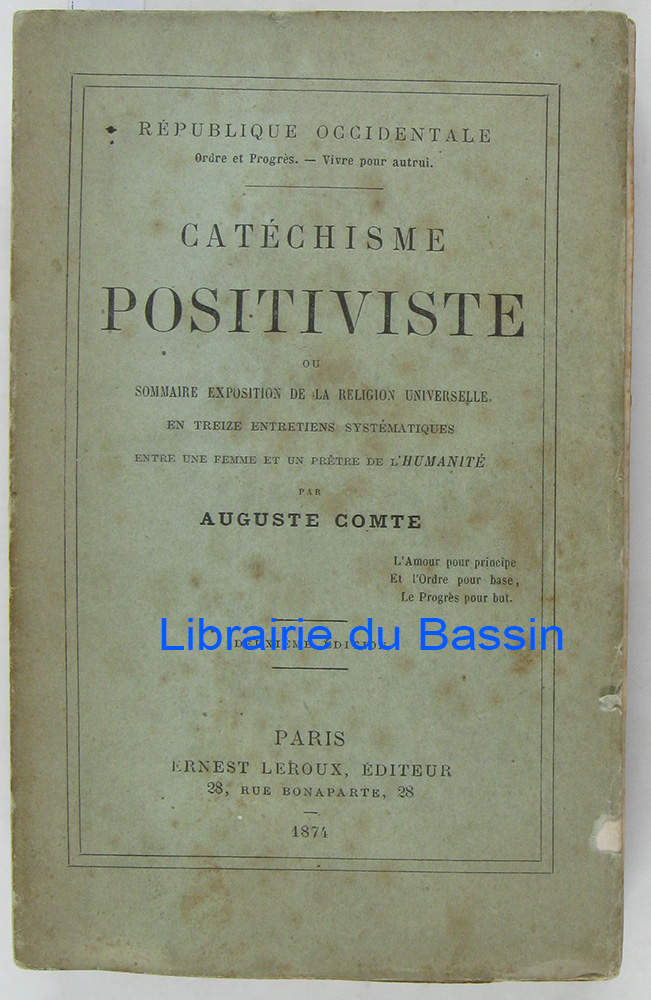 RÉPUBLIQUE OCCIDENTALE
Ordre et Progrès. — Vivre pour autrui.
CATÉCHISME
POSITIVISTE
OU
SOMMAIRE EXPOSITION DE LA RELIGION UNIVERSELLE.
EN TREIZE ENTRETIENS SYSTÉMATIQUES
ENTRE UNE FEMME ET UN PRÊTRE DE L'HUMANITÉ
PAR
AUGUSTE COMTE
L'Amour pour principe
Et l'Ordre pour base,
Le Progrès pour but.
Librairie du Bassin
DEUXIÈME ÉDITION
PARIS
ERNEST LEROUX, ÉDITEUR
28, RUE BONAPARTE, 28
1874